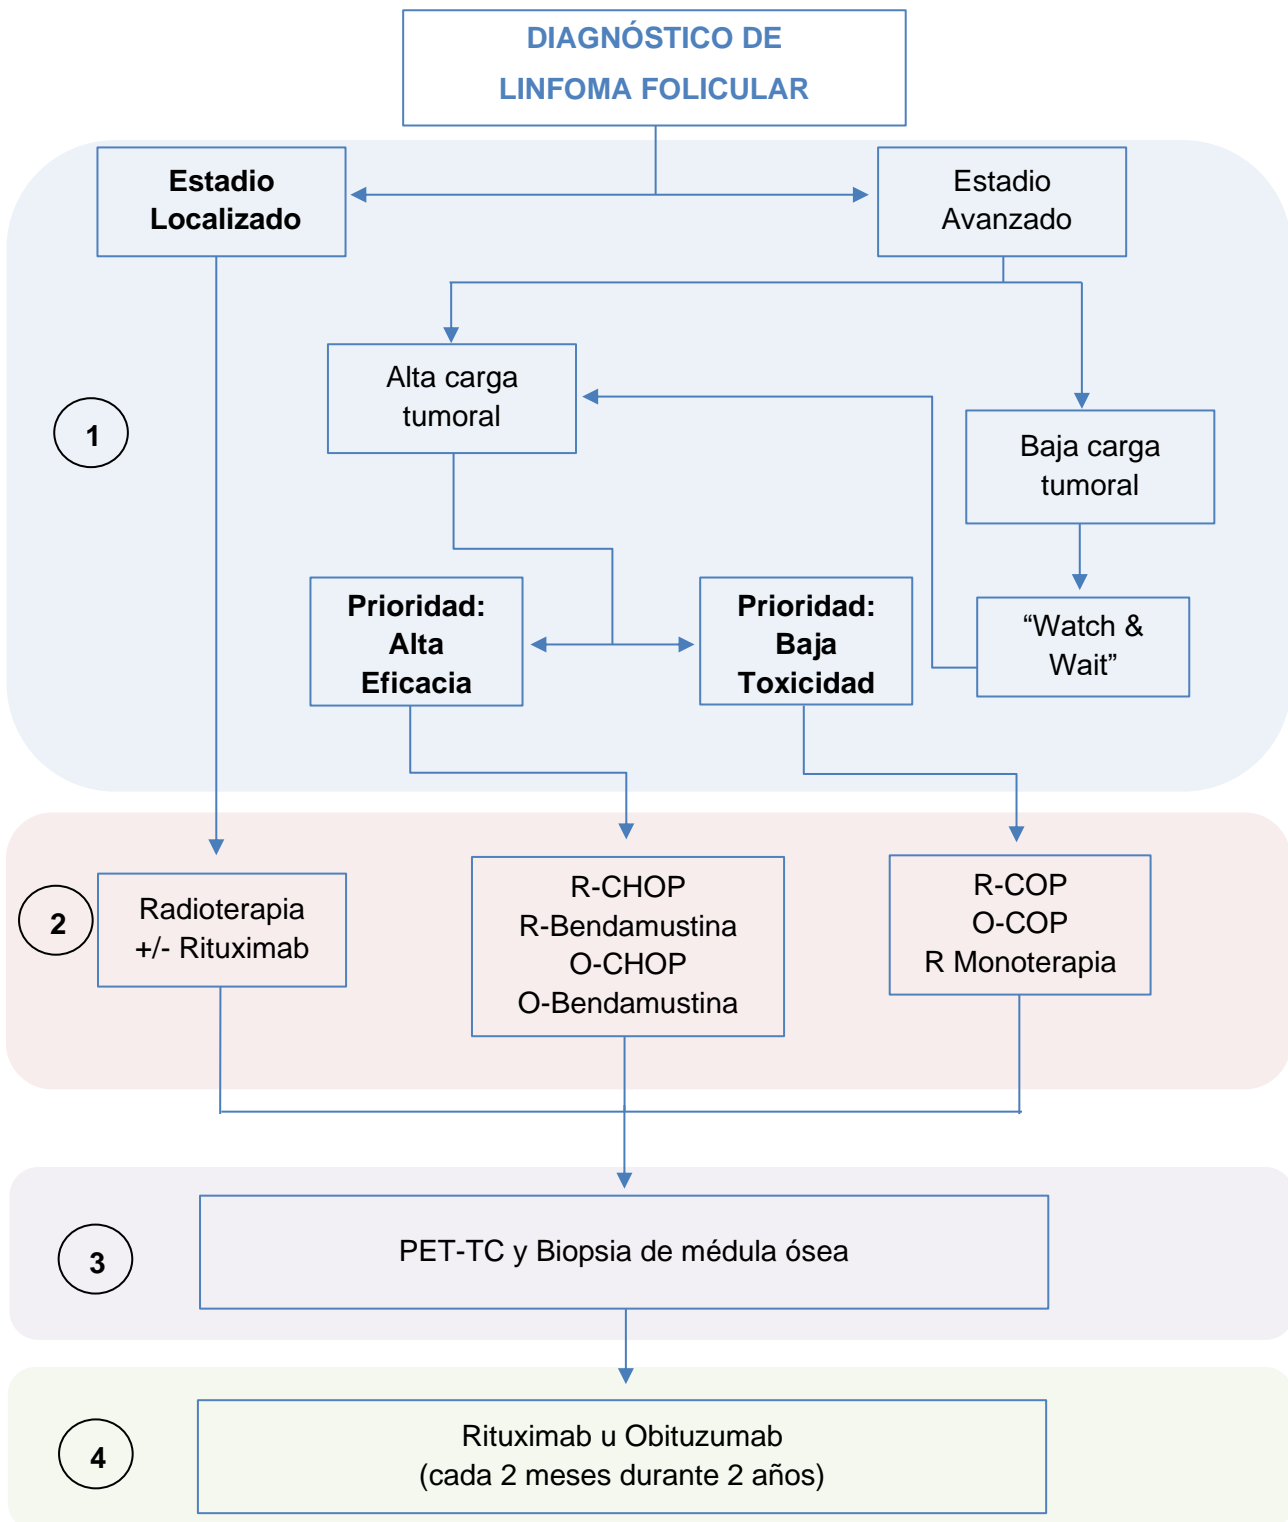 DIAGNÓSTICO DE
LINFOMA FOLICULAR
Estadio
Localizado
Estadio
Avanzado
Alta carga
tumoral
1
Baja carga
tumoral
Prioridad:
Alta
Eficacia
Prioridad:
Baja
Toxicidad
“Watch &
Wait”
2
Radioterapia
+/- Rituximab
R-CHOP
R-Bendamustina
O-CHOP
O-Bendamustina
R-COP
O-COP
R Monoterapia
3
PET-TC y Biopsia de médula ósea
4
Rituximab u Obituzumab
(cada 2 meses durante 2 años)